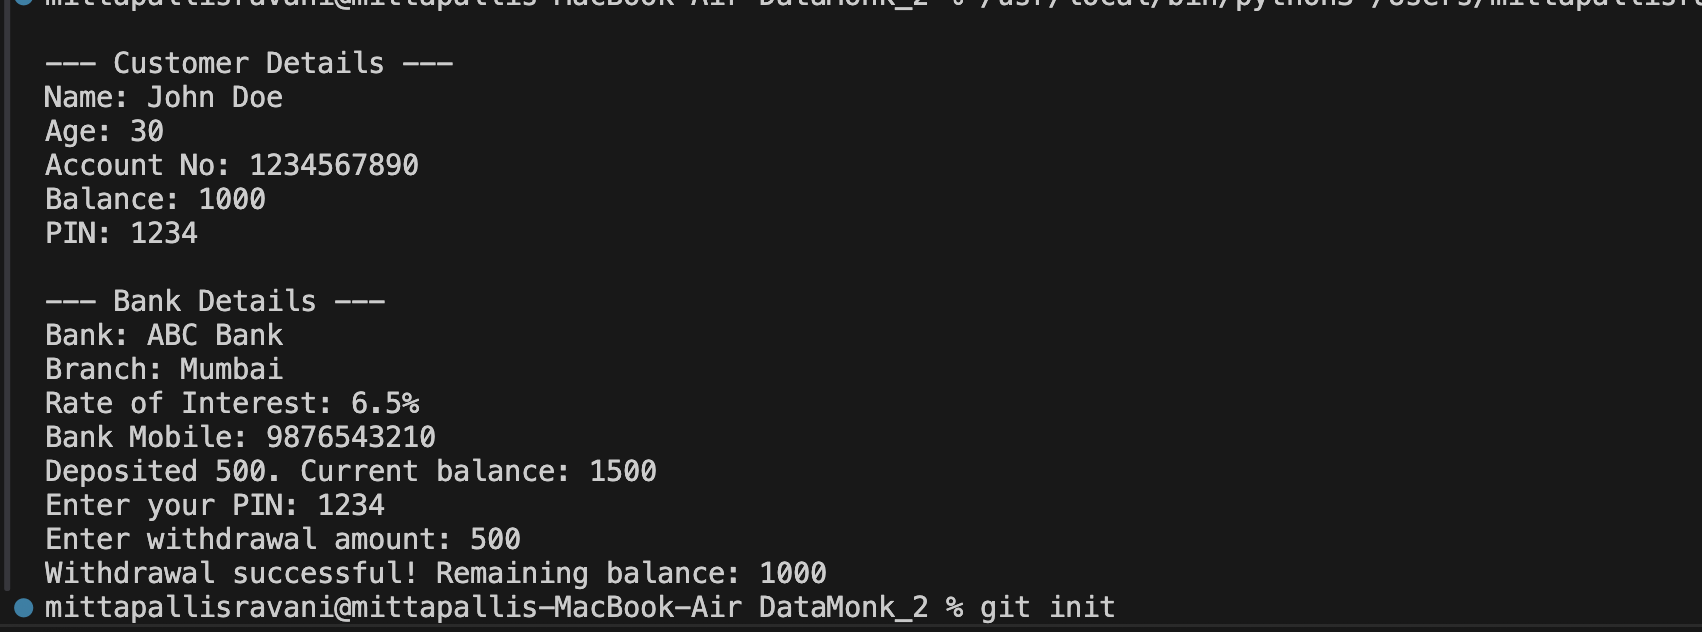 mittapallisravani@mittapallis-MacBook-Air DataMonk_2 % /usr/local/bin/python3
--- Customer Details ---
Name: John Doe
Age: 30
Account No: 1234567890
Balance: 1000
PIN: 1234
--- Bank Details ---
Bank: ABC Bank
Branch: Mumbai
Rate of Interest: 6.5%
Bank Mobile: 9876543210
Deposited 500. Current balance: 1500
Enter your PIN: 1234
Enter withdrawal amount: 500
Withdrawal successful! Remaining balance: 1000
mittapallisravani@mittapallis-MacBook-Air DataMonk_2 % git init